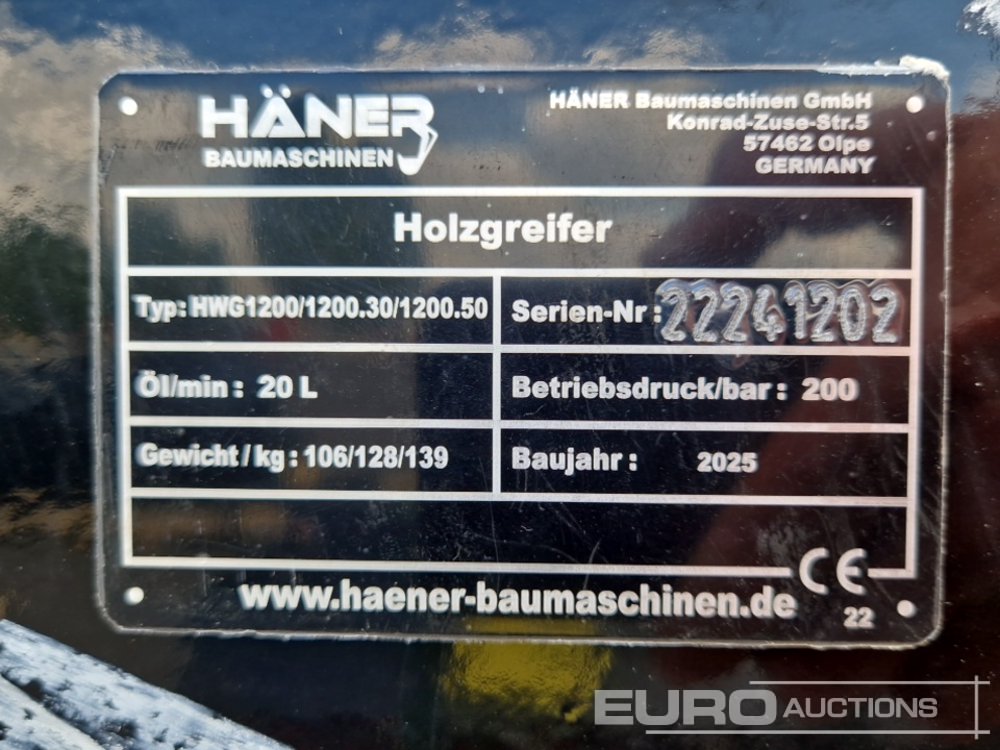 HÄNER
BAUMASCHINEN
HÄNER Baumaschinen GmbH
Konrad-Zuse-Str.5
57462 Olpe
GERMANY
Holzgreifer
Typ: HWG1200/1200.30/1200.50
Serien-Nr: 22241202
Öl/min: 20 L
Betriebsdruck/bar: 200
Gewicht/kg: 106/128/139
Baujahr: 2025
CE
www.haener-baumaschinen.de
22
EURO AUCTIONS